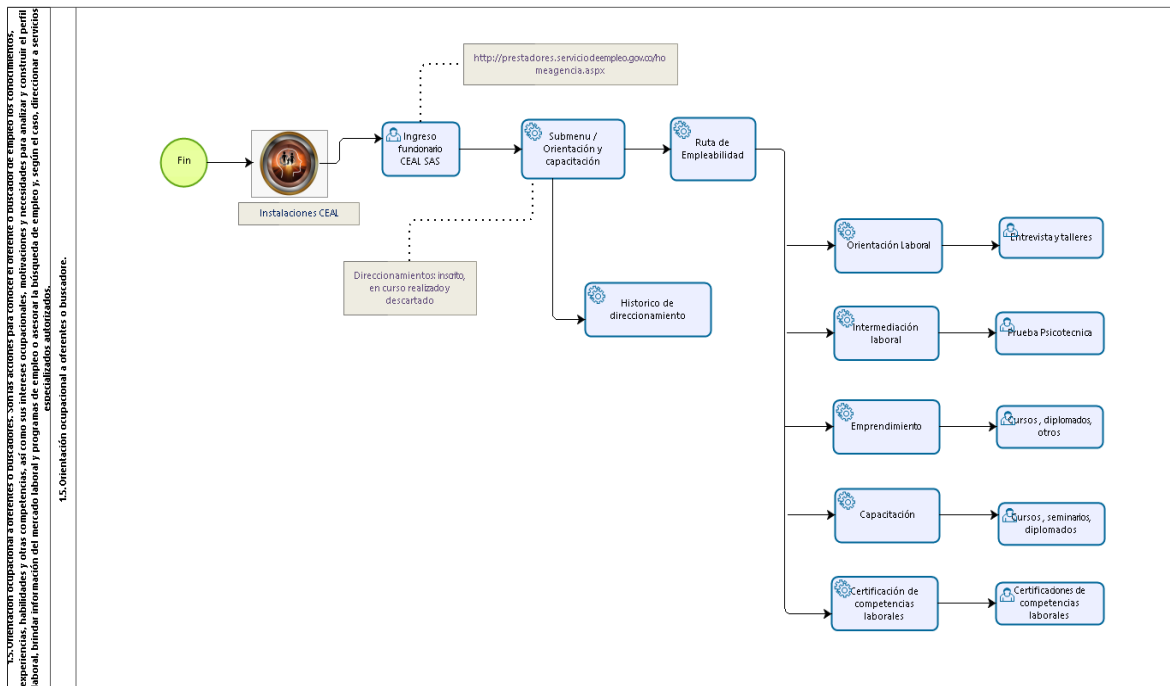 1.5. Orientación ocupacional a oferentes o buscadores. Son las acciones para conocer el oferente o buscador de empleo los conocimientos,
experiencias, habilidades y otras competencias, así como sus intereses ocupacionales, motivaciones y necesidades para analizar y construir el perfil
laboral, brindar información del mercado laboral y programas de empleo o asesorar la búsqueda de empleo y, según el caso, direccionar a servicios
especializados autorizados.
1.5. Orientación ocupacional a oferentes o buscadore.
http://prestadores.serviciodeempleo.gov.co/ho
meagencia.aspx
Fin
Instalaciones CEAL
Ingreso
funcionario
CEAL SAS
Submenu /
Orientación y
capacitación
Ruta de
Empleabilidad
Direccionamientos: inscrito,
en curso realizado y
descartado
Historico de
direccionamiento
Orientación Laboral
Entrevista y talleres
Intermediación
laboral
Prueba Psicotecnica
Emprendimiento
Cursos , diplomados,
otros
Capacitación
Cursos , seminarios,
diplomados
Certificación de
competencias
laborales
Certificaciones de
competencias
laborales